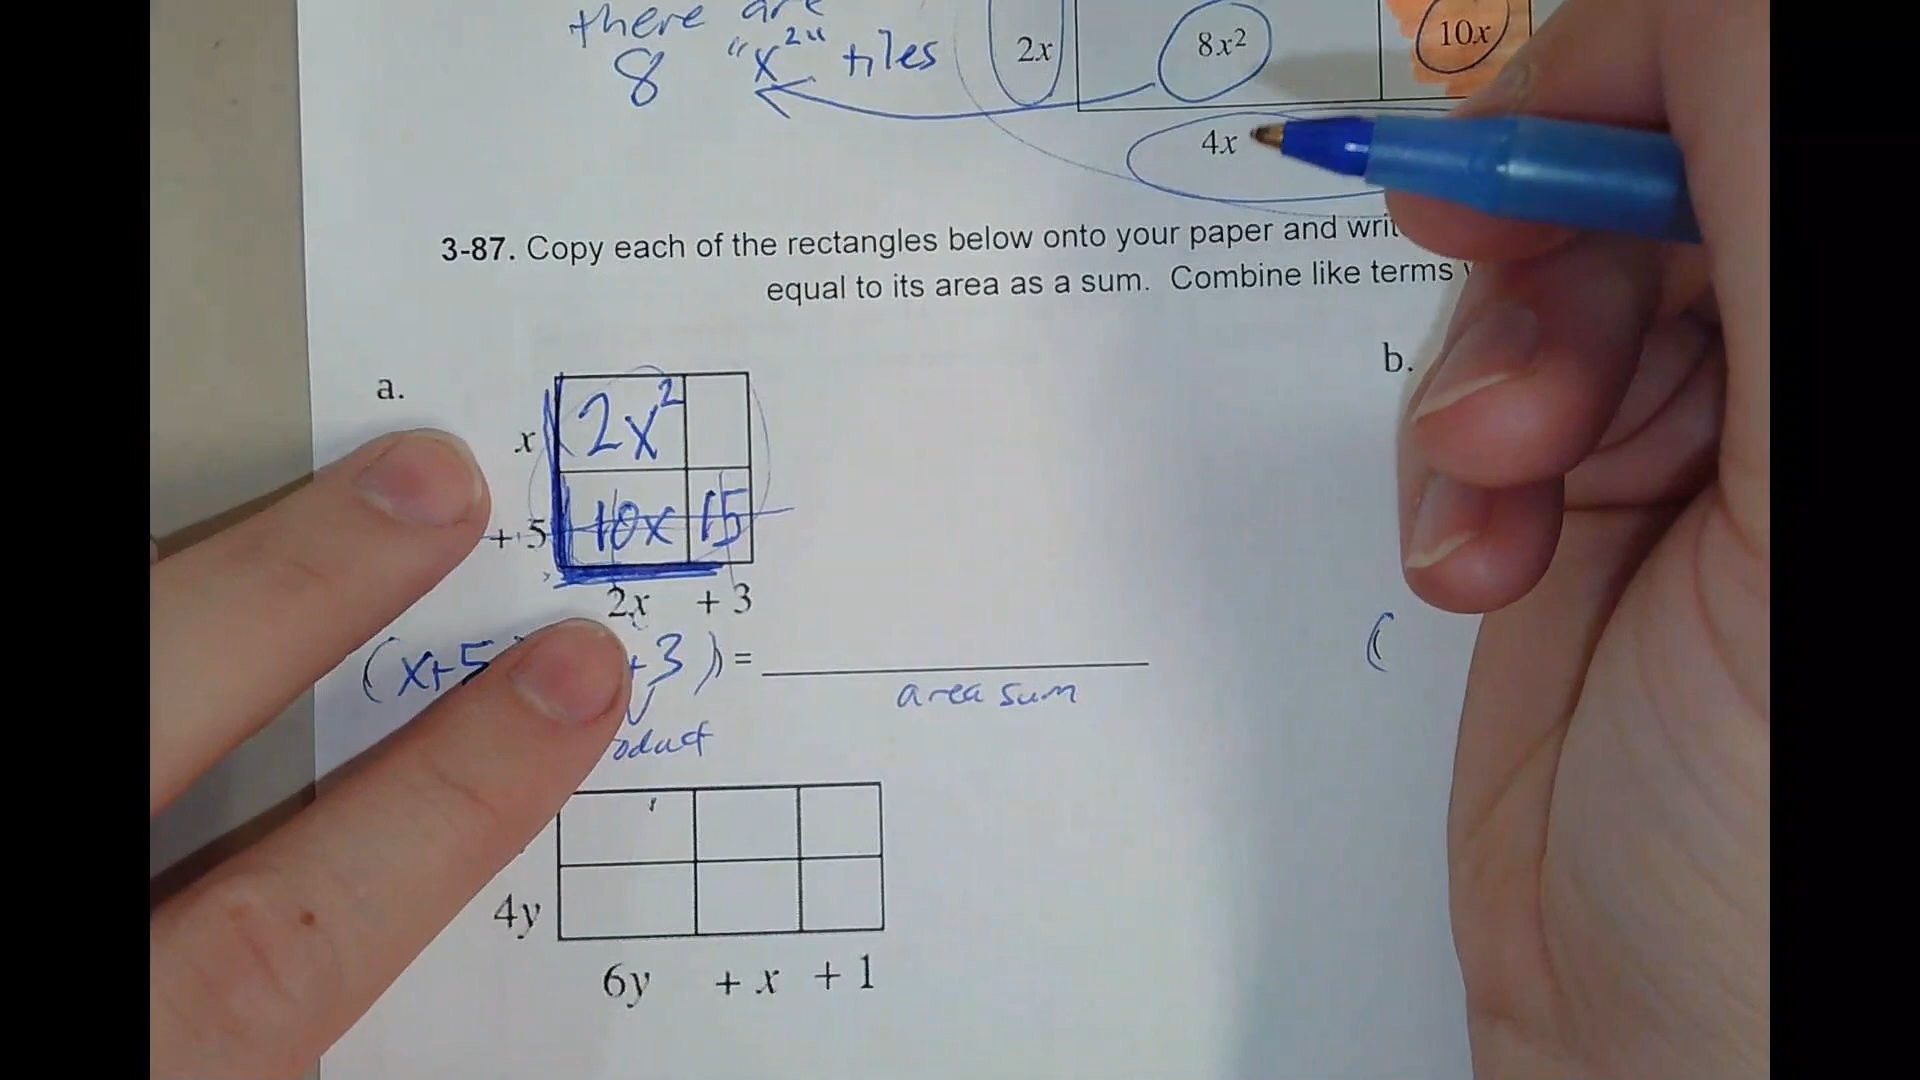 there are
8 "x²" tiles
2x 8x² 10x
4x
3-87. Copy each of the rectangles below onto your paper and writ
equal to its area as a sum. Combine like terms
a. b.
x 2x²
+5 10x 15
2x +3
(x+5 +3) = (
area sum
oduct
4y
6y + x + 1